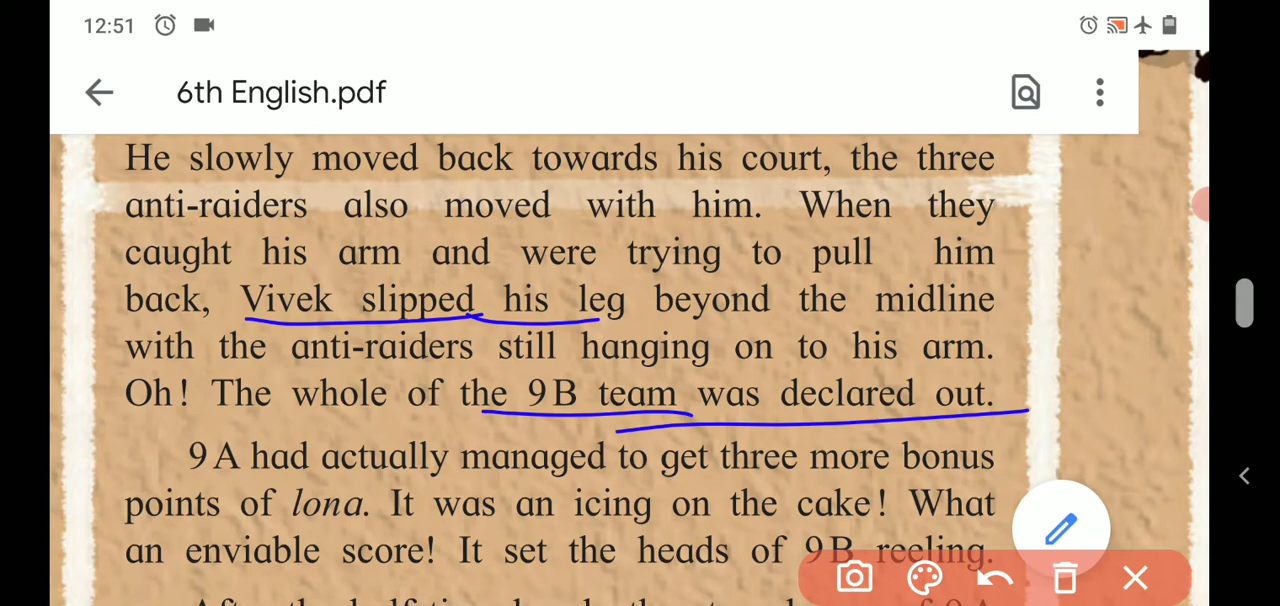 12:51
6th English.pdf
He slowly moved back towards his court, the three
anti-raiders also moved with him. When they
caught his arm and were trying to pull him
back, Vivek slipped his leg beyond the midline
with the anti-raiders still hanging on to his arm.
Oh! The whole of the 9 B team was declared out.
9 A had actually managed to get three more bonus
points of lona. It was an icing on the cake! What
an enviable score! It set the heads of 9 B reeling.